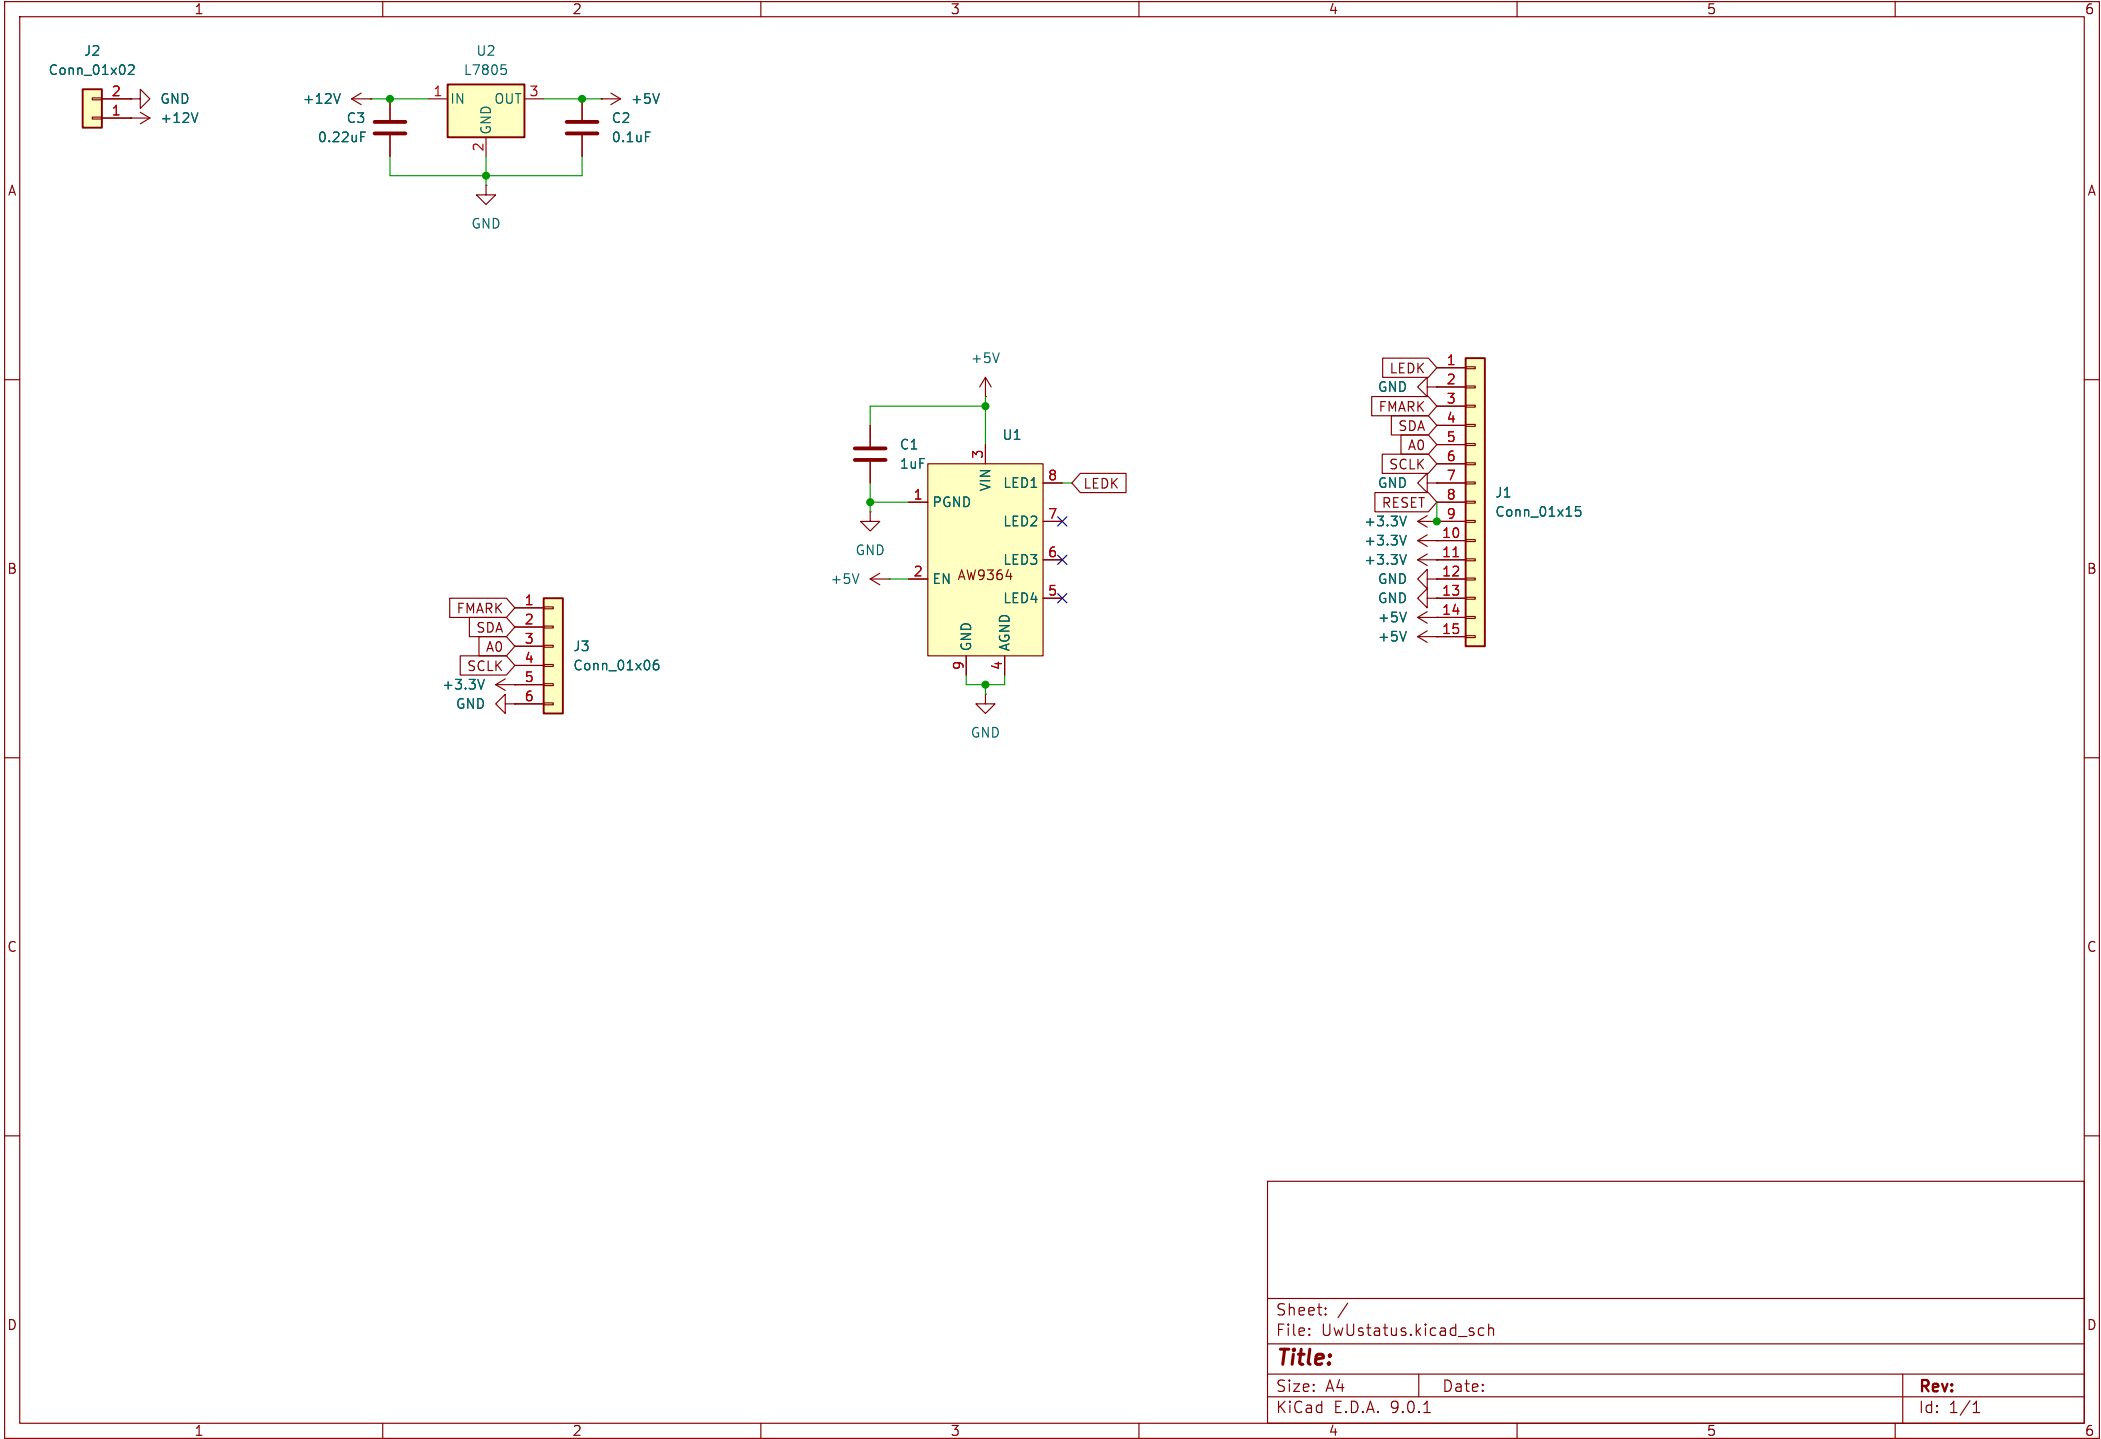 1 2 3 4 5 6
J2
Conn_01x02
2 GND
1 +12V
U2
L7805
+12V 1 IN OUT 3 +5V
GND
2
C3
0.22uF
C2
0.1uF
GND
A A
+5V
C1
1uF
U1
3
VIN
1 PGND
GND
+5V 2 EN
AW9364
LED1 8 LEDK
LED2 7
LED3 6
LED4 5
GND AGND
9 4
GND
LEDK 1
GND 2
FMARK 3
SDA 4
A0 5
SCLK 6
GND 7
RESET 8
+3.3V 9
+3.3V 10
+3.3V 11
GND 12
GND 13
+5V 14
+5V 15
J1
Conn_01x15
B B
FMARK 1
SDA 2
A0 3
SCLK 4
+3.3V 5
GND 6
J3
Conn_01x06
C C
D D
Sheet: /
File: UwUstatus.kicad_sch
Title:
Size: A4 Date: Rev:
KiCad E.D.A. 9.0.1 Id: 1/1
1 2 3 4 5 6